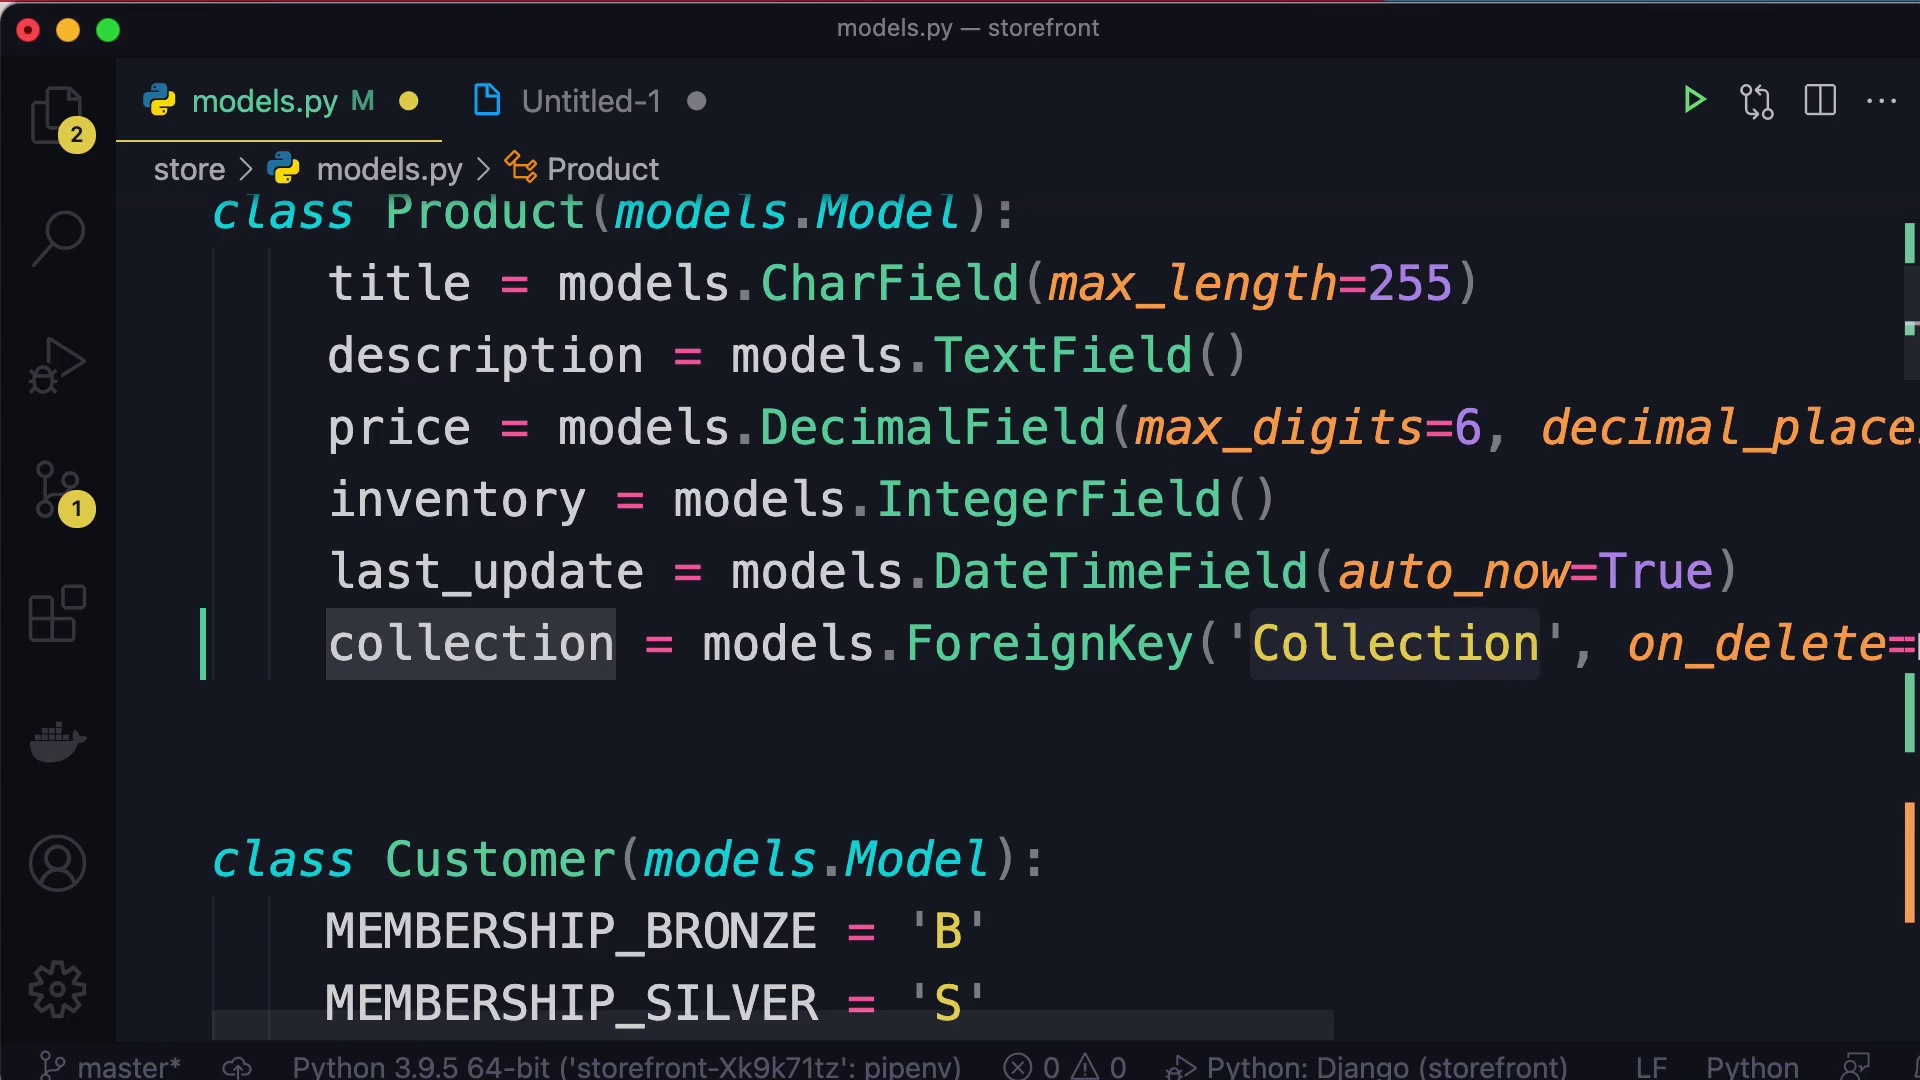 models.py — storefront
models.py M Untitled-1
2
store > models.py > Product
class Product(models.Model):
title = models.CharField(max_length=255)
description = models.TextField()
price = models.DecimalField(max_digits=6, decimal_place
inventory = models.IntegerField()
last_update = models.DateTimeField(auto_now=True)
1
collection = models.ForeignKey('Collection', on_delete=
class Customer(models.Model):
MEMBERSHIP_BRONZE = 'B'
MEMBERSHIP_SILVER = 'S'
master* Python 3.9.5 64-bit ('storefront-Xk9k71tz': pipenv) 0 0 Python: Django (storefront) LF Python